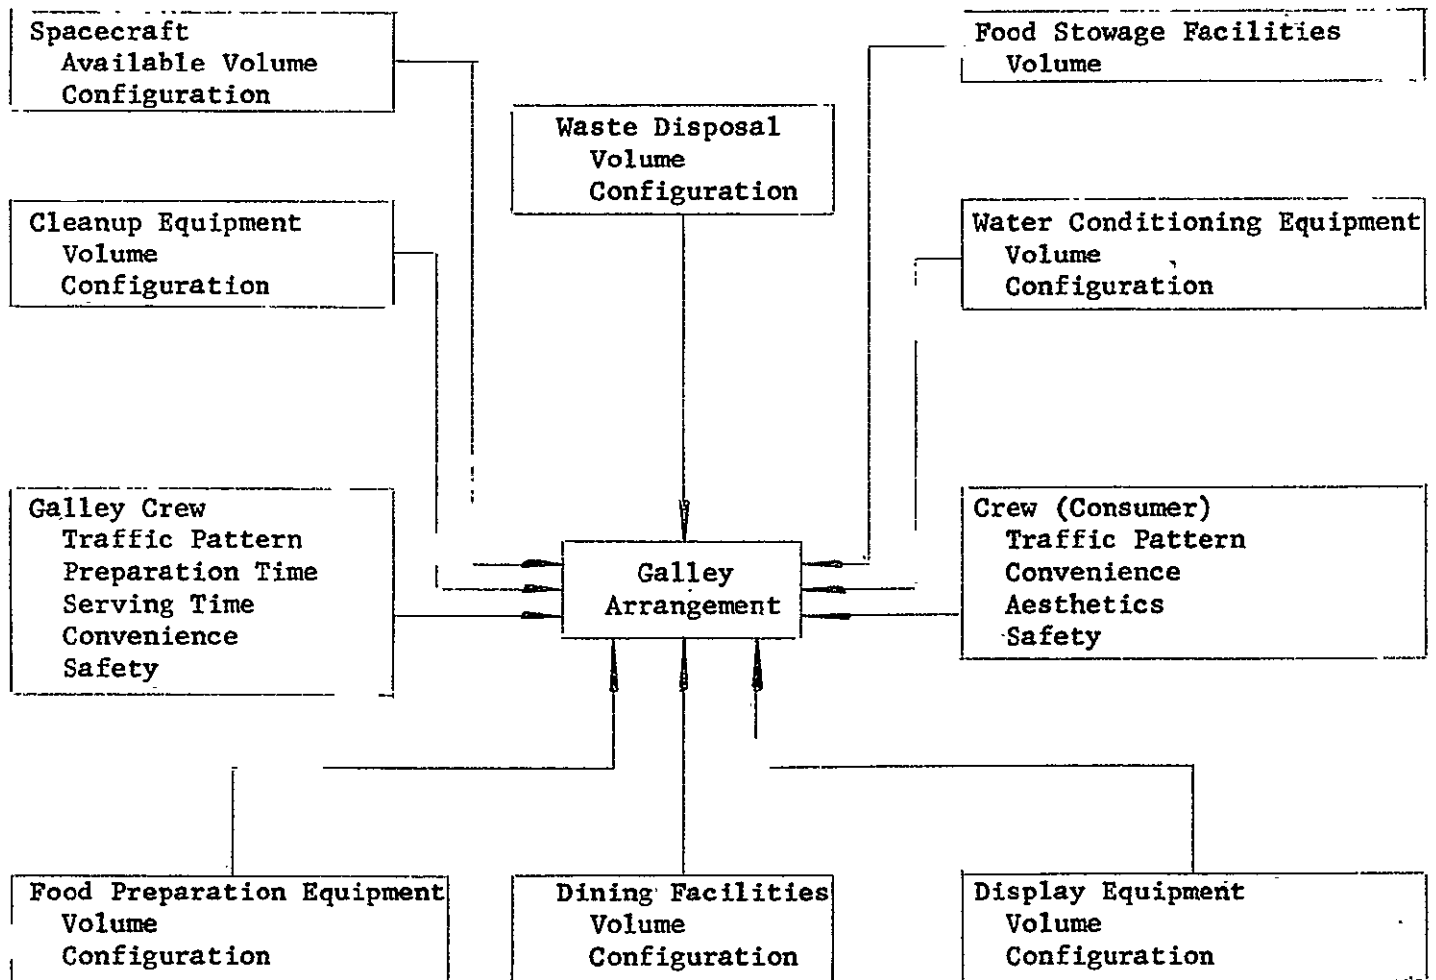 Spacecraft
Available Volume
Configuration
Food Stowage Facilities
Volume
Waste Disposal
Volume
Configuration
Cleanup Equipment
Volume
Configuration
Water Conditioning Equipment
Volume
Configuration
Galley Crew
Traffic Pattern
Preparation Time
Serving Time
Convenience
Safety
Galley
Arrangement
Crew (Consumer)
Traffic Pattern
Convenience
Aesthetics
Safety
Food Preparation Equipment
Volume
Configuration
Dining Facilities
Volume
Configuration
Display Equipment
Volume
Configuration